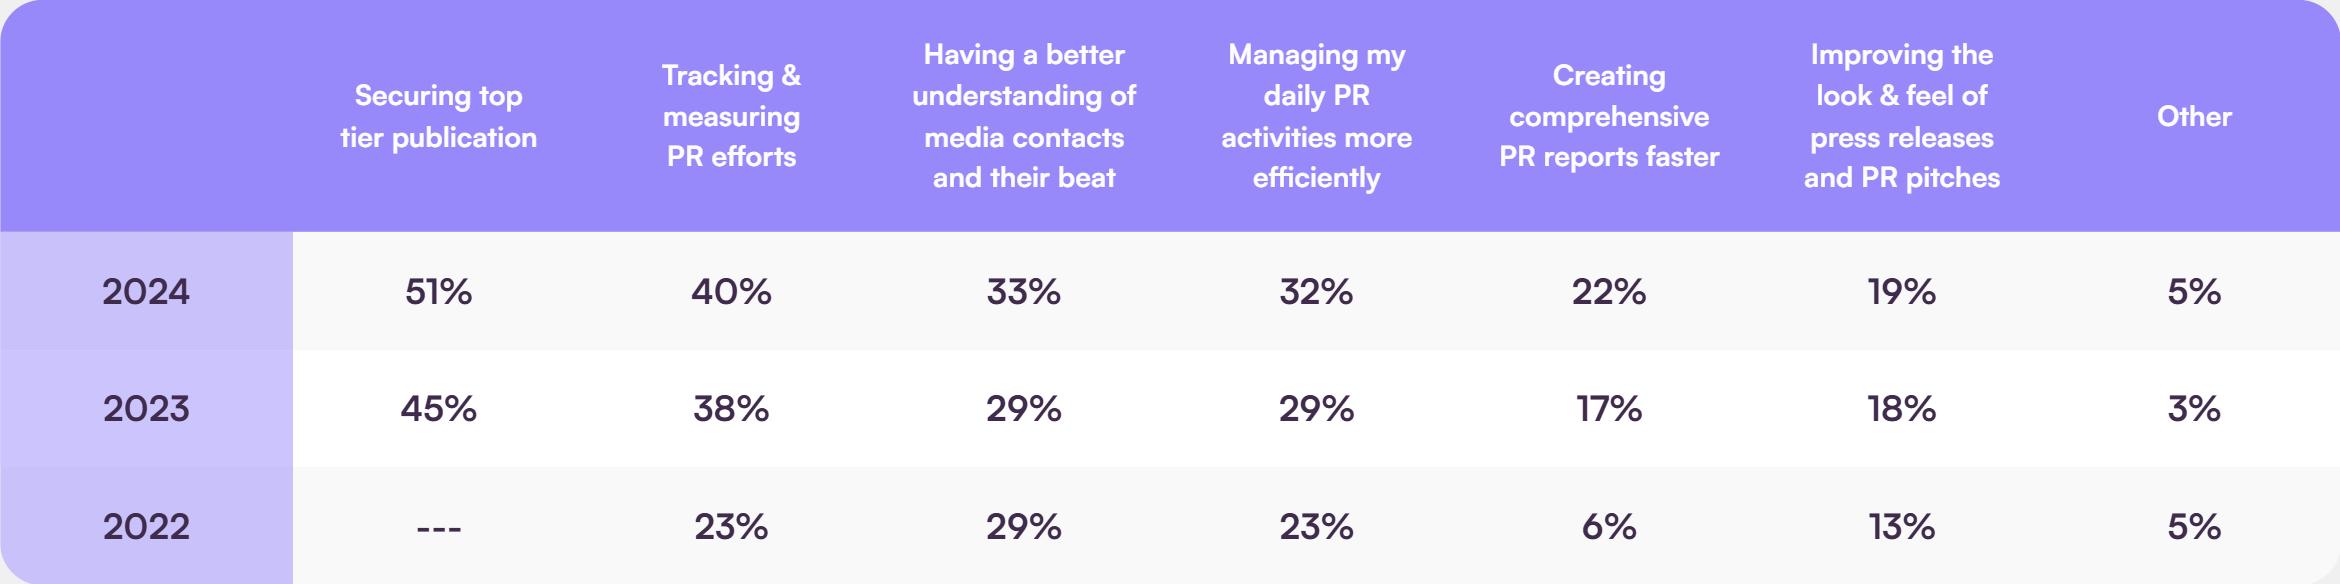 Securing top
tier publication
Tracking &
measuring
PR efforts
Having a better
understanding of
media contacts
and their beat
Managing my
daily PR
activities more
efficiently
Creating
comprehensive
PR reports faster
Improving the
look & feel of
press releases
and PR pitches
Other
2024 51% 40% 33% 32% 22% 19% 5%
2023 45% 38% 29% 29% 17% 18% 3%
2022 --- 23% 29% 23% 6% 13% 5%